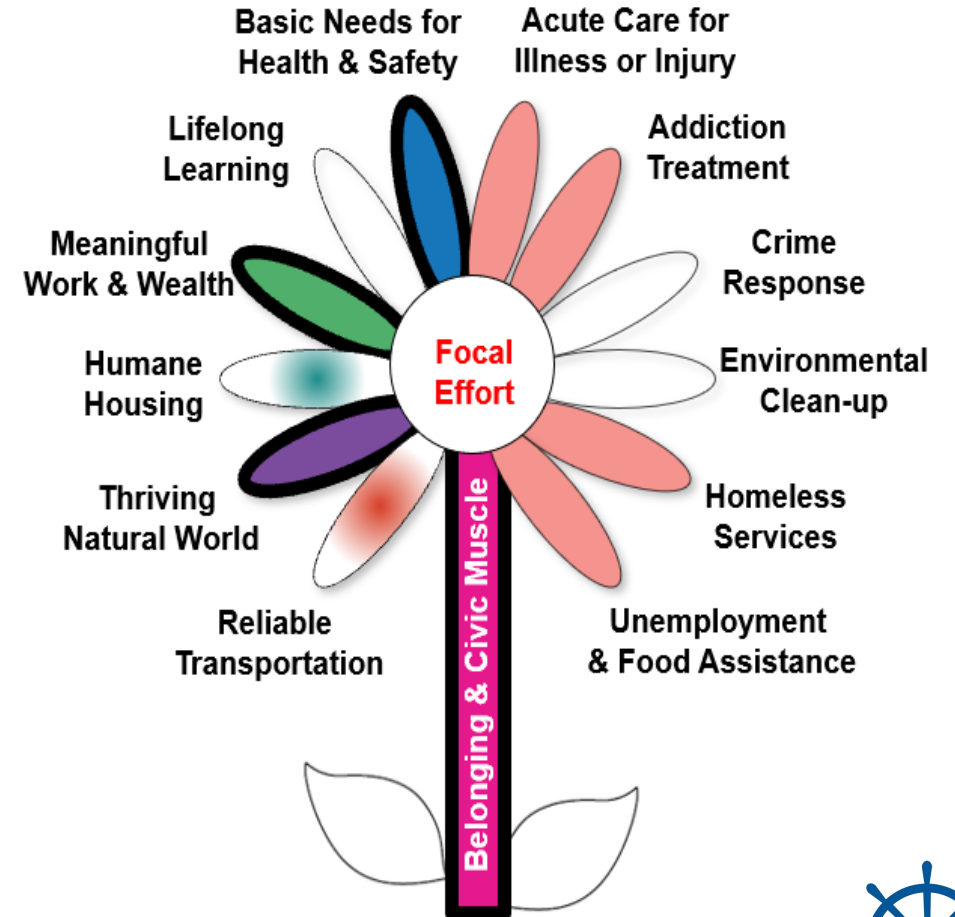 Basic Needs for
Health & Safety
Acute Care for
Illness or Injury
Lifelong
Learning
Addiction
Treatment
Meaningful
Work & Wealth
Crime
Response
Humane
Housing
Focal
Effort
Environmental
Clean-up
Thriving
Natural World
Homeless
Services
Reliable
Transportation
Unemployment
& Food Assistance
Belonging & Civic Muscle